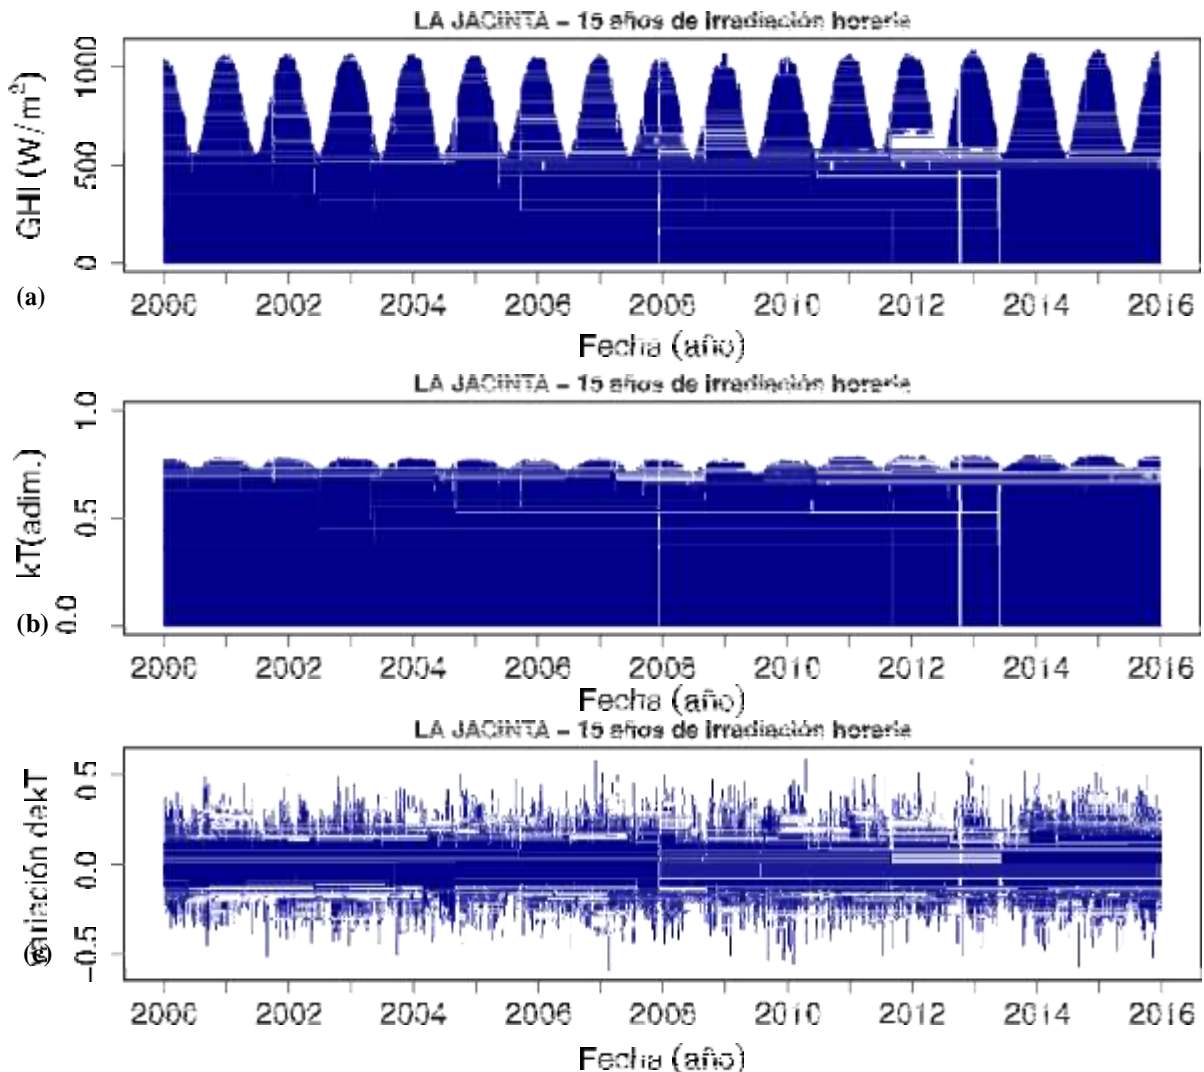 LA JACINTA – 15 años de irradiación horaria
GHI (W/m²)
1000
500
0
(a)
2000 2002 2004 2006 2008 2010 2012 2014 2016
Fecha (año)
LA JACINTA – 15 años de irradiación horaria
kT(adim.)
1.0
0.5
0.0
(b)
2000 2002 2004 2006 2008 2010 2012 2014 2016
Fecha (año)
LA JACINTA – 15 años de irradiación horaria
variación dekT
0.5
0.0
−0.5
(c)
2000 2002 2004 2006 2008 2010 2012 2014 2016
Fecha (año)